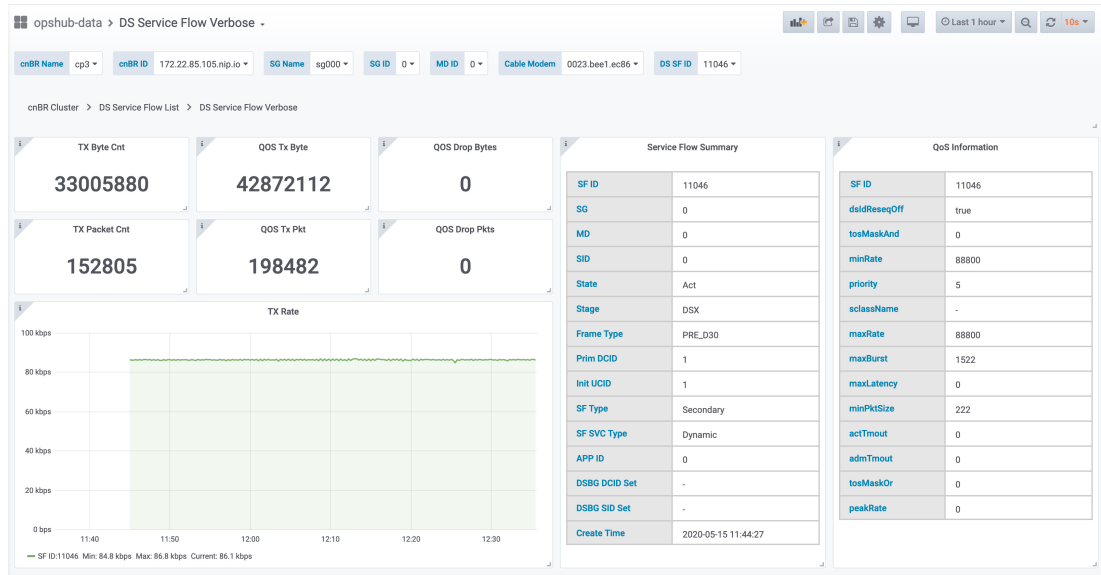 opshub-data > DS Service Flow Verbose
Last 1 hour
10s
cnBR Name cp3 cnBR ID 172.22.85.105.nip.io SG Name sg000 SG ID 0 MD ID 0 Cable Modem 0023.bee1.ec86 DS SF ID 11046
cnBR Cluster > DS Service Flow List > DS Service Flow Verbose
TX Byte Cnt
33005880
QOS Tx Byte
42872112
QOS Drop Bytes
0
TX Packet Cnt
152805
QOS Tx Pkt
198482
QOS Drop Pkts
0
TX Rate
100 kbps
80 kbps
60 kbps
40 kbps
20 kbps
0 bps
11:40 11:50 12:00 12:10 12:20 12:30
SF ID:11046 Min: 84.8 kbps Max: 86.8 kbps Current: 86.1 kbps
Service Flow Summary
SF ID 11046
SG 0
MD 0
SID 0
State Act
Stage DSX
Frame Type PRE_D30
Prim DCID 1
Init UCID 1
SF Type Secondary
SF SVC Type Dynamic
APP ID 0
DSBG DCID Set -
DSBG SID Set -
Create Time 2020-05-15 11:44:27
QoS Information
SF ID 11046
dsIdReseqOff true
tosMaskAnd 0
minRate 88800
priority 5
sclassName -
maxRate 88800
maxBurst 1522
maxLatency 0
minPktSize 222
actTmout 0
admTmout 0
tosMaskOr 0
peakRate 0